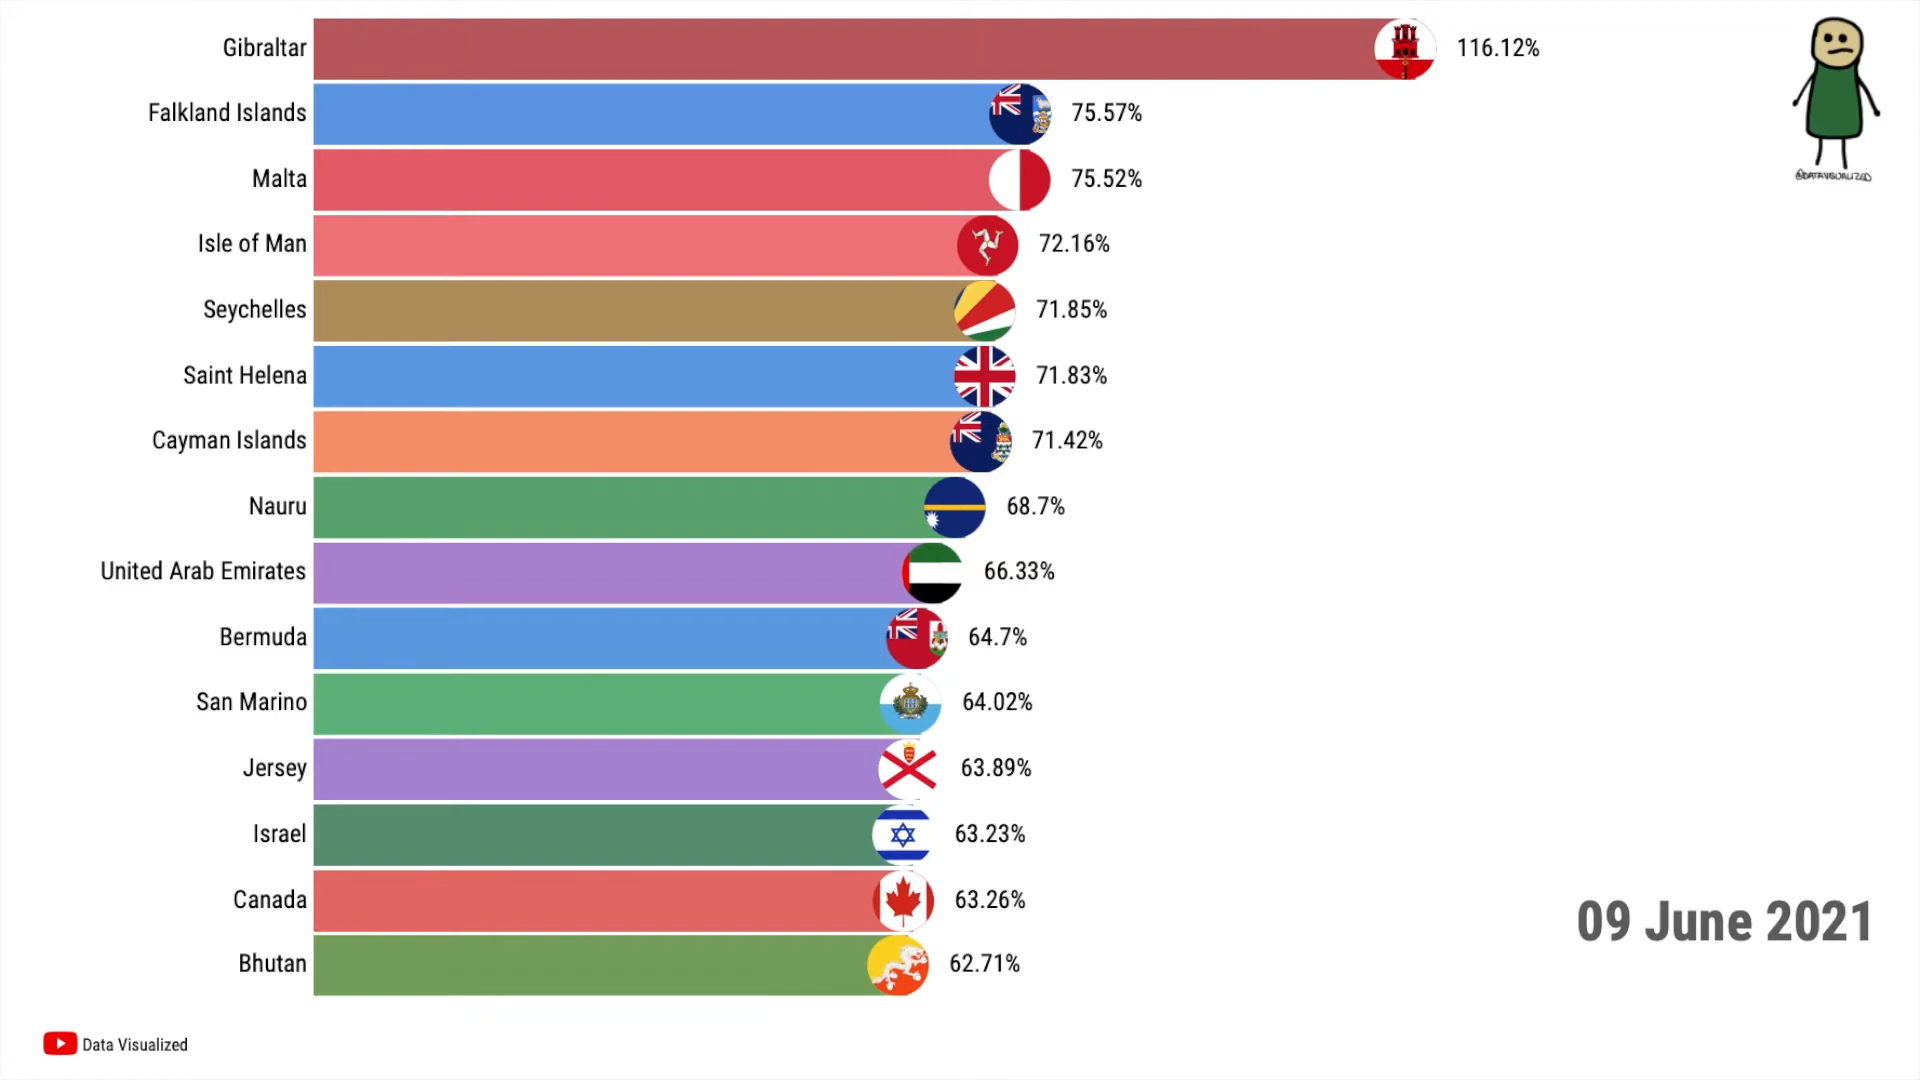 Gibraltar 116.12%
Falkland Islands 75.57%
Malta 75.52%
Isle of Man 72.16%
Seychelles 71.85%
Saint Helena 71.83%
Cayman Islands 71.42%
Nauru 68.7%
United Arab Emirates 66.33%
Bermuda 64.7%
San Marino 64.02%
Jersey 63.89%
Israel 63.23%
Canada 63.26%
Bhutan 62.71%
@DATAVISUALIZED
09 June 2021
Data Visualized